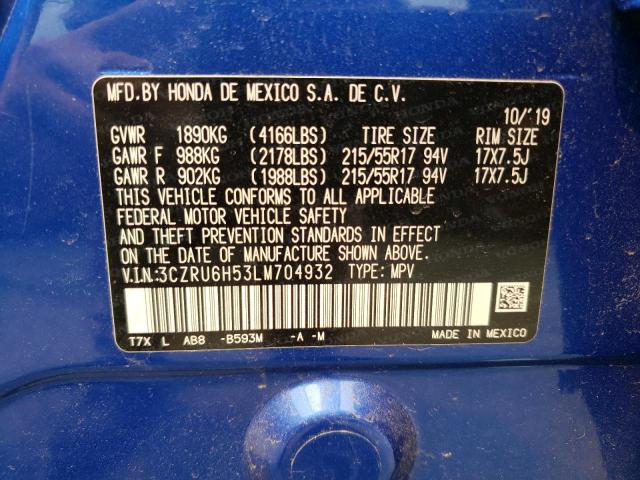 MFD.BY HONDA DE MEXICO S.A. DE C.V.
10/'19
GVWR 1890KG (4166LBS) TIRE SIZE RIM SIZE
GAWR F 988KG (2178LBS) 215/55R17 94V 17X7.5J
GAWR R 902KG (1988LBS) 215/55R17 94V 17X7.5J
THIS VEHICLE CONFORMS TO ALL APPLICABLE
FEDERAL MOTOR VEHICLE SAFETY
AND THEFT PREVENTION STANDARDS IN EFFECT
ON THE DATE OF MANUFACTURE SHOWN ABOVE.
V.I.N.:3CZRU6H53LM704932 TYPE: MPV
T7X L AB8 -B593M -A -M
MADE IN MEXICO